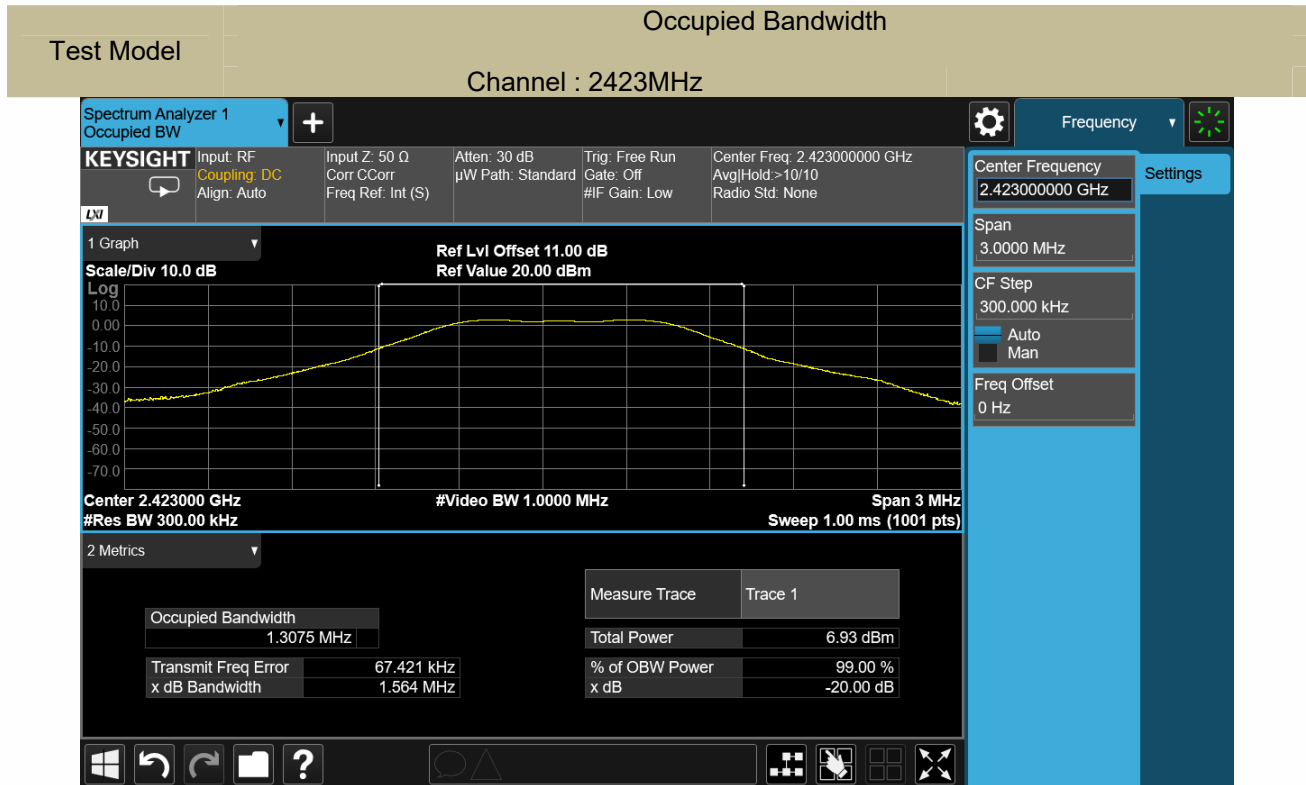 Occupied Bandwidth
Test Model
Channel : 2423MHz
Spectrum Analyzer 1
Occupied BW
Frequency
KEYSIGHT
LXI
Input: RF
Coupling: DC
Align: Auto
Input Z: 50 Ω
Corr CCorr
Freq Ref: Int (S)
Atten: 30 dB
µW Path: Standard
Trig: Free Run
Gate: Off
#IF Gain: Low
Center Freq: 2.423000000 GHz
Avg|Hold:>10/10
Radio Std: None
Center Frequency
2.423000000 GHz
Settings
Span
3.0000 MHz
CF Step
300.000 kHz
Auto
Man
Freq Offset
0 Hz
1 Graph
Scale/Div 10.0 dB
Ref Lvl Offset 11.00 dB
Ref Value 20.00 dBm
Log
10.0
0.00
-10.0
-20.0
-30.0
-40.0
-50.0
-60.0
-70.0
Center 2.423000 GHz
#Video BW 1.0000 MHz
Span 3 MHz
#Res BW 300.00 kHz
Sweep 1.00 ms (1001 pts)
2 Metrics
Measure Trace
Trace 1
Occupied Bandwidth
1.3075 MHz
Total Power
6.93 dBm
Transmit Freq Error
67.421 kHz
% of OBW Power
99.00 %
x dB Bandwidth
1.564 MHz
x dB
-20.00 dB
?